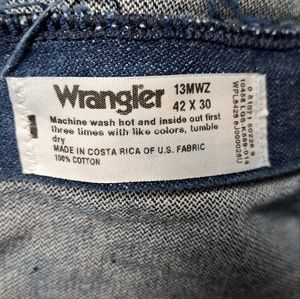 Wrangler 13MWZ
42 X 30
Machine wash hot and inside out first
three times with like colors, tumble
dry
MADE IN COSTA RICA OF U.S. FABRIC
100% COTTON